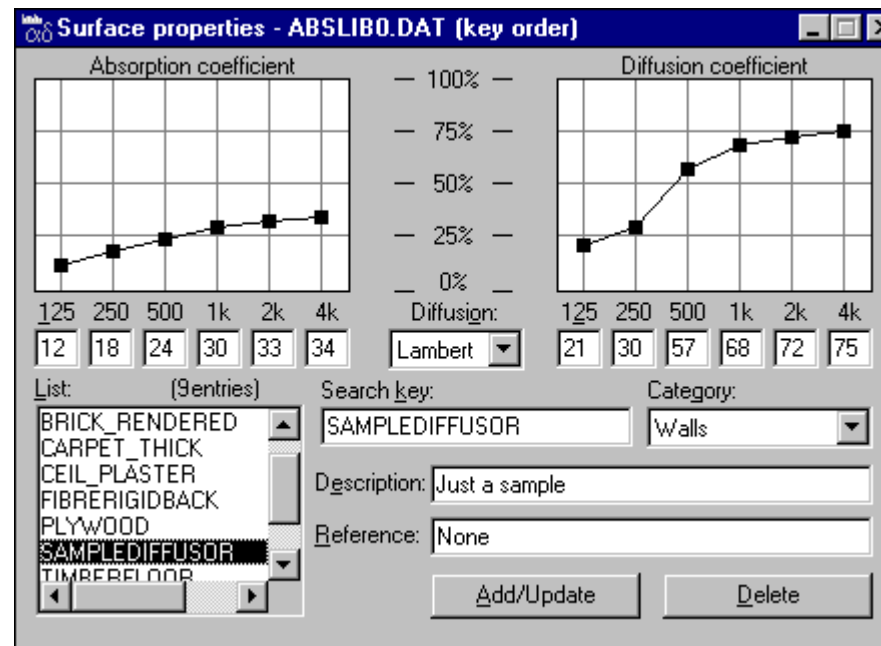 Surface properties - ABSLIB0.DAT (key order)
Absorption coefficient
Diffusion coefficient
100%
75%
50%
25%
0%
125 250 500 1k 2k 4k
Diffusion:
125 250 500 1k 2k 4k
12 18 24 30 33 34
Lambert
21 30 57 68 72 75
List: (9entries)
Search key:
Category:
BRICK_RENDERED
CARPET_THICK
CEIL_PLASTER
FIBRERIGIDBACK
PLYWOOD
SAMPLEDIFFUSOR
TIMBERFLOOR
SAMPLEDIFFUSOR
Walls
Description: Just a sample
Reference: None
Add/Update
Delete